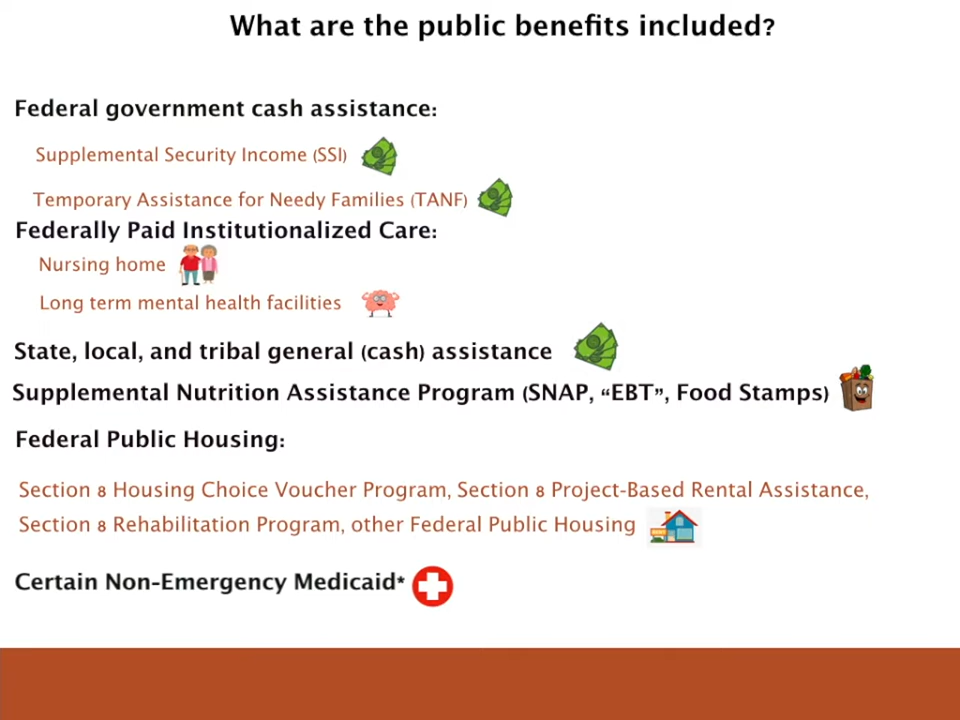 What are the public benefits included?
Federal government cash assistance:
Supplemental Security Income (SSI)
Temporary Assistance for Needy Families (TANF)
Federally Paid Institutionalized Care:
Nursing home
Long term mental health facilities
State, local, and tribal general (cash) assistance
Supplemental Nutrition Assistance Program (SNAP, “EBT”, Food Stamps)
Federal Public Housing:
Section 8 Housing Choice Voucher Program, Section 8 Project-Based Rental Assistance,
Section 8 Rehabilitation Program, other Federal Public Housing
Certain Non-Emergency Medicaid*